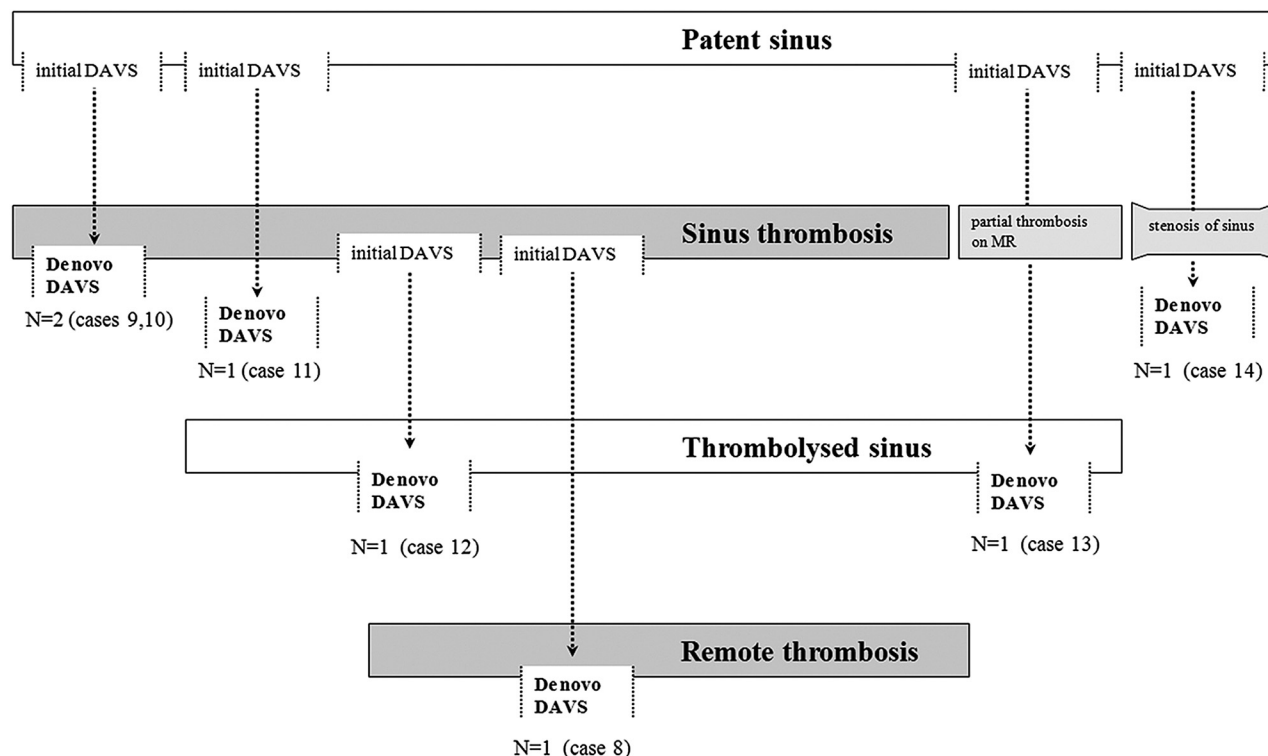 Patent sinus
initial DAVS
initial DAVS
initial DAVS
initial DAVS
Sinus thrombosis
partial thrombosis
on MR
stenosis of sinus
initial DAVS
initial DAVS
Denovo
DAVS
N=2 (cases 9,10)
Denovo
DAVS
N=1 (case 11)
Denovo
DAVS
N=1 (case 14)
Thrombolysed sinus
Denovo
DAVS
N=1 (case 12)
Denovo
DAVS
N=1 (case 13)
Remote thrombosis
Denovo
DAVS
N=1 (case 8)